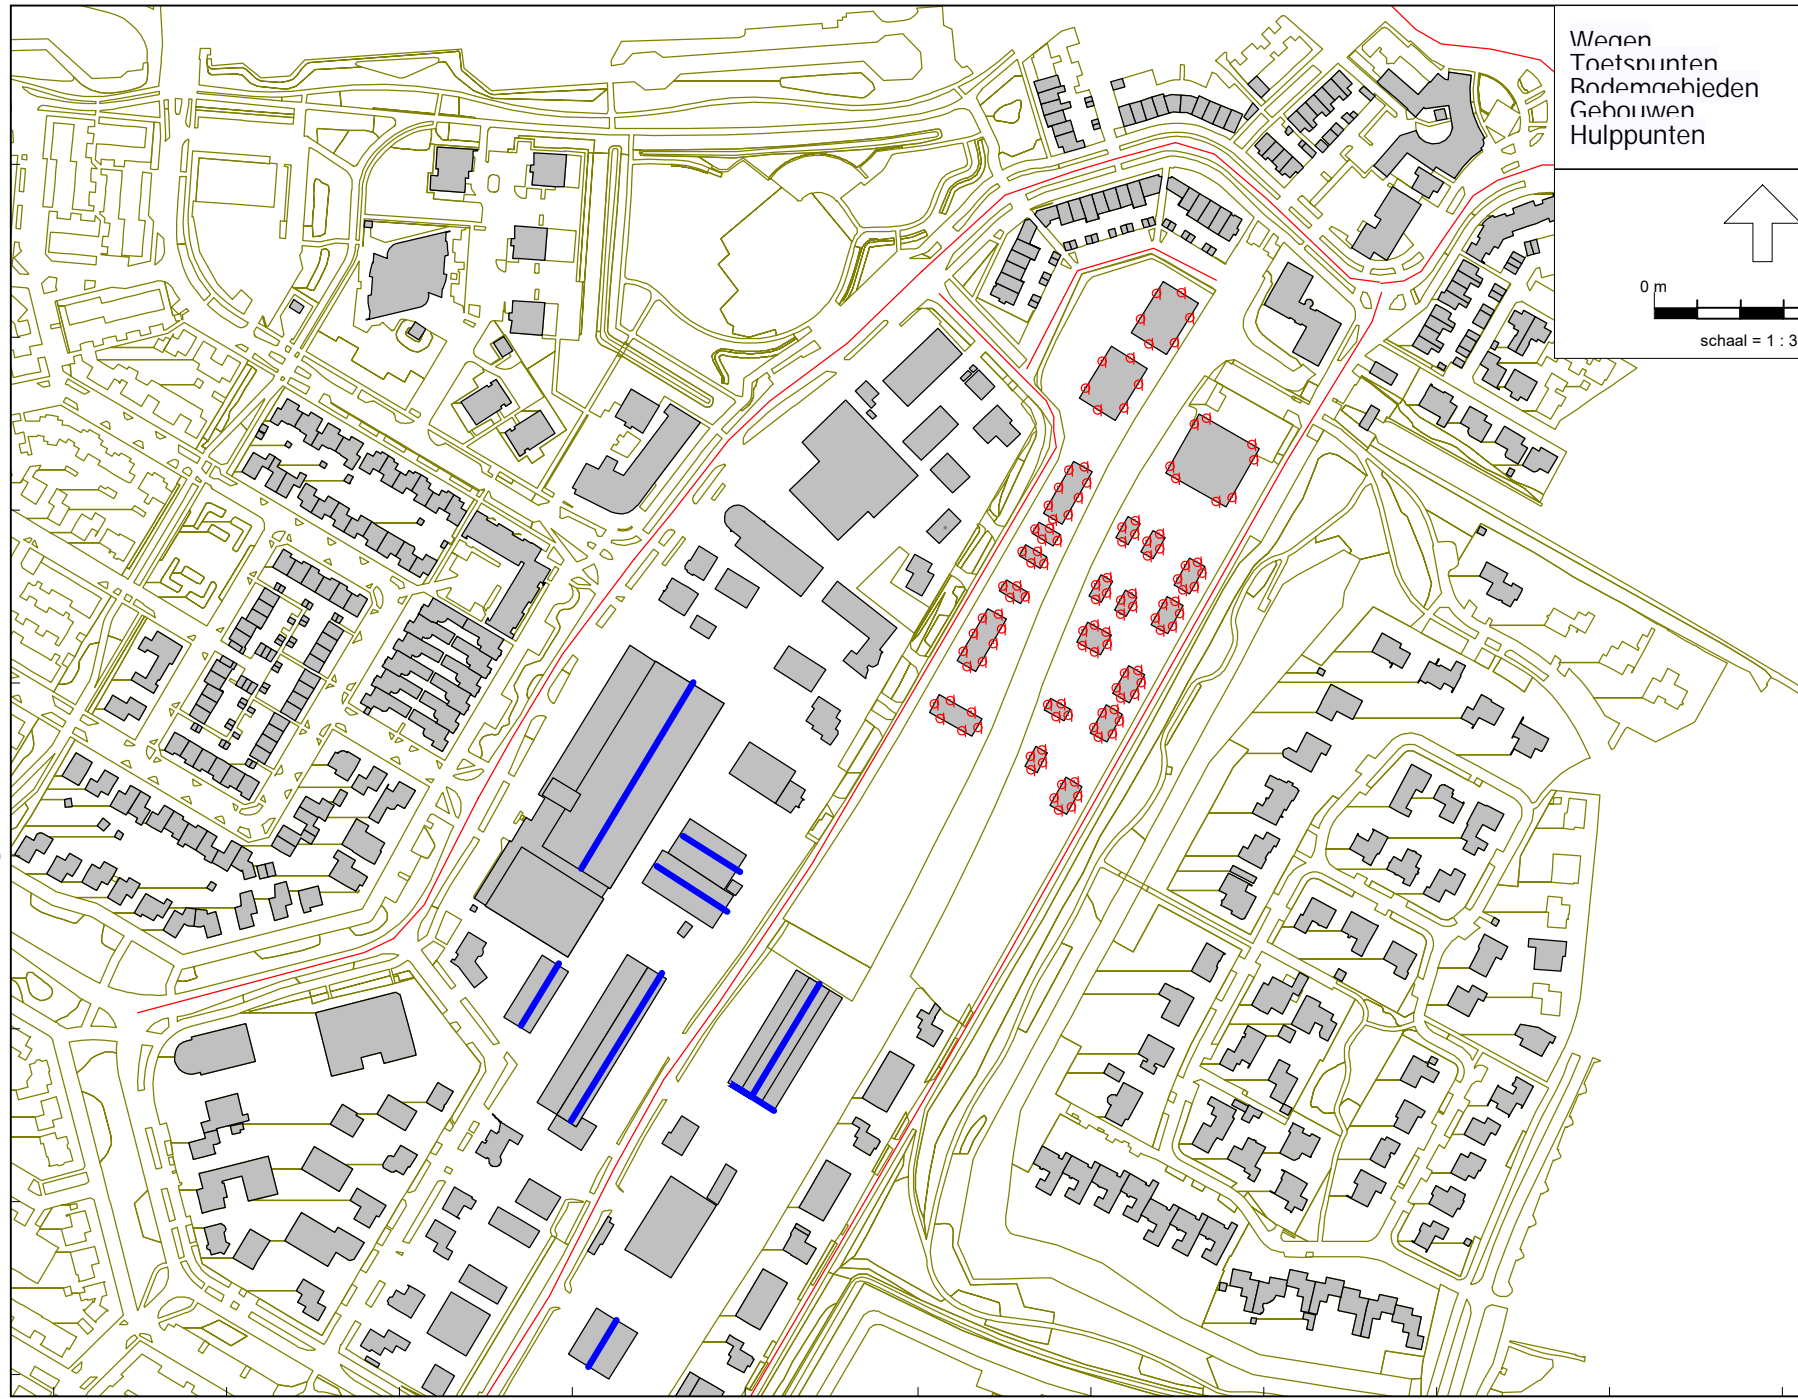 Wegen
Toetspunten
Bodemgebieden
Gebouwen
Hulppunten
0 m
schaal = 1 : 3